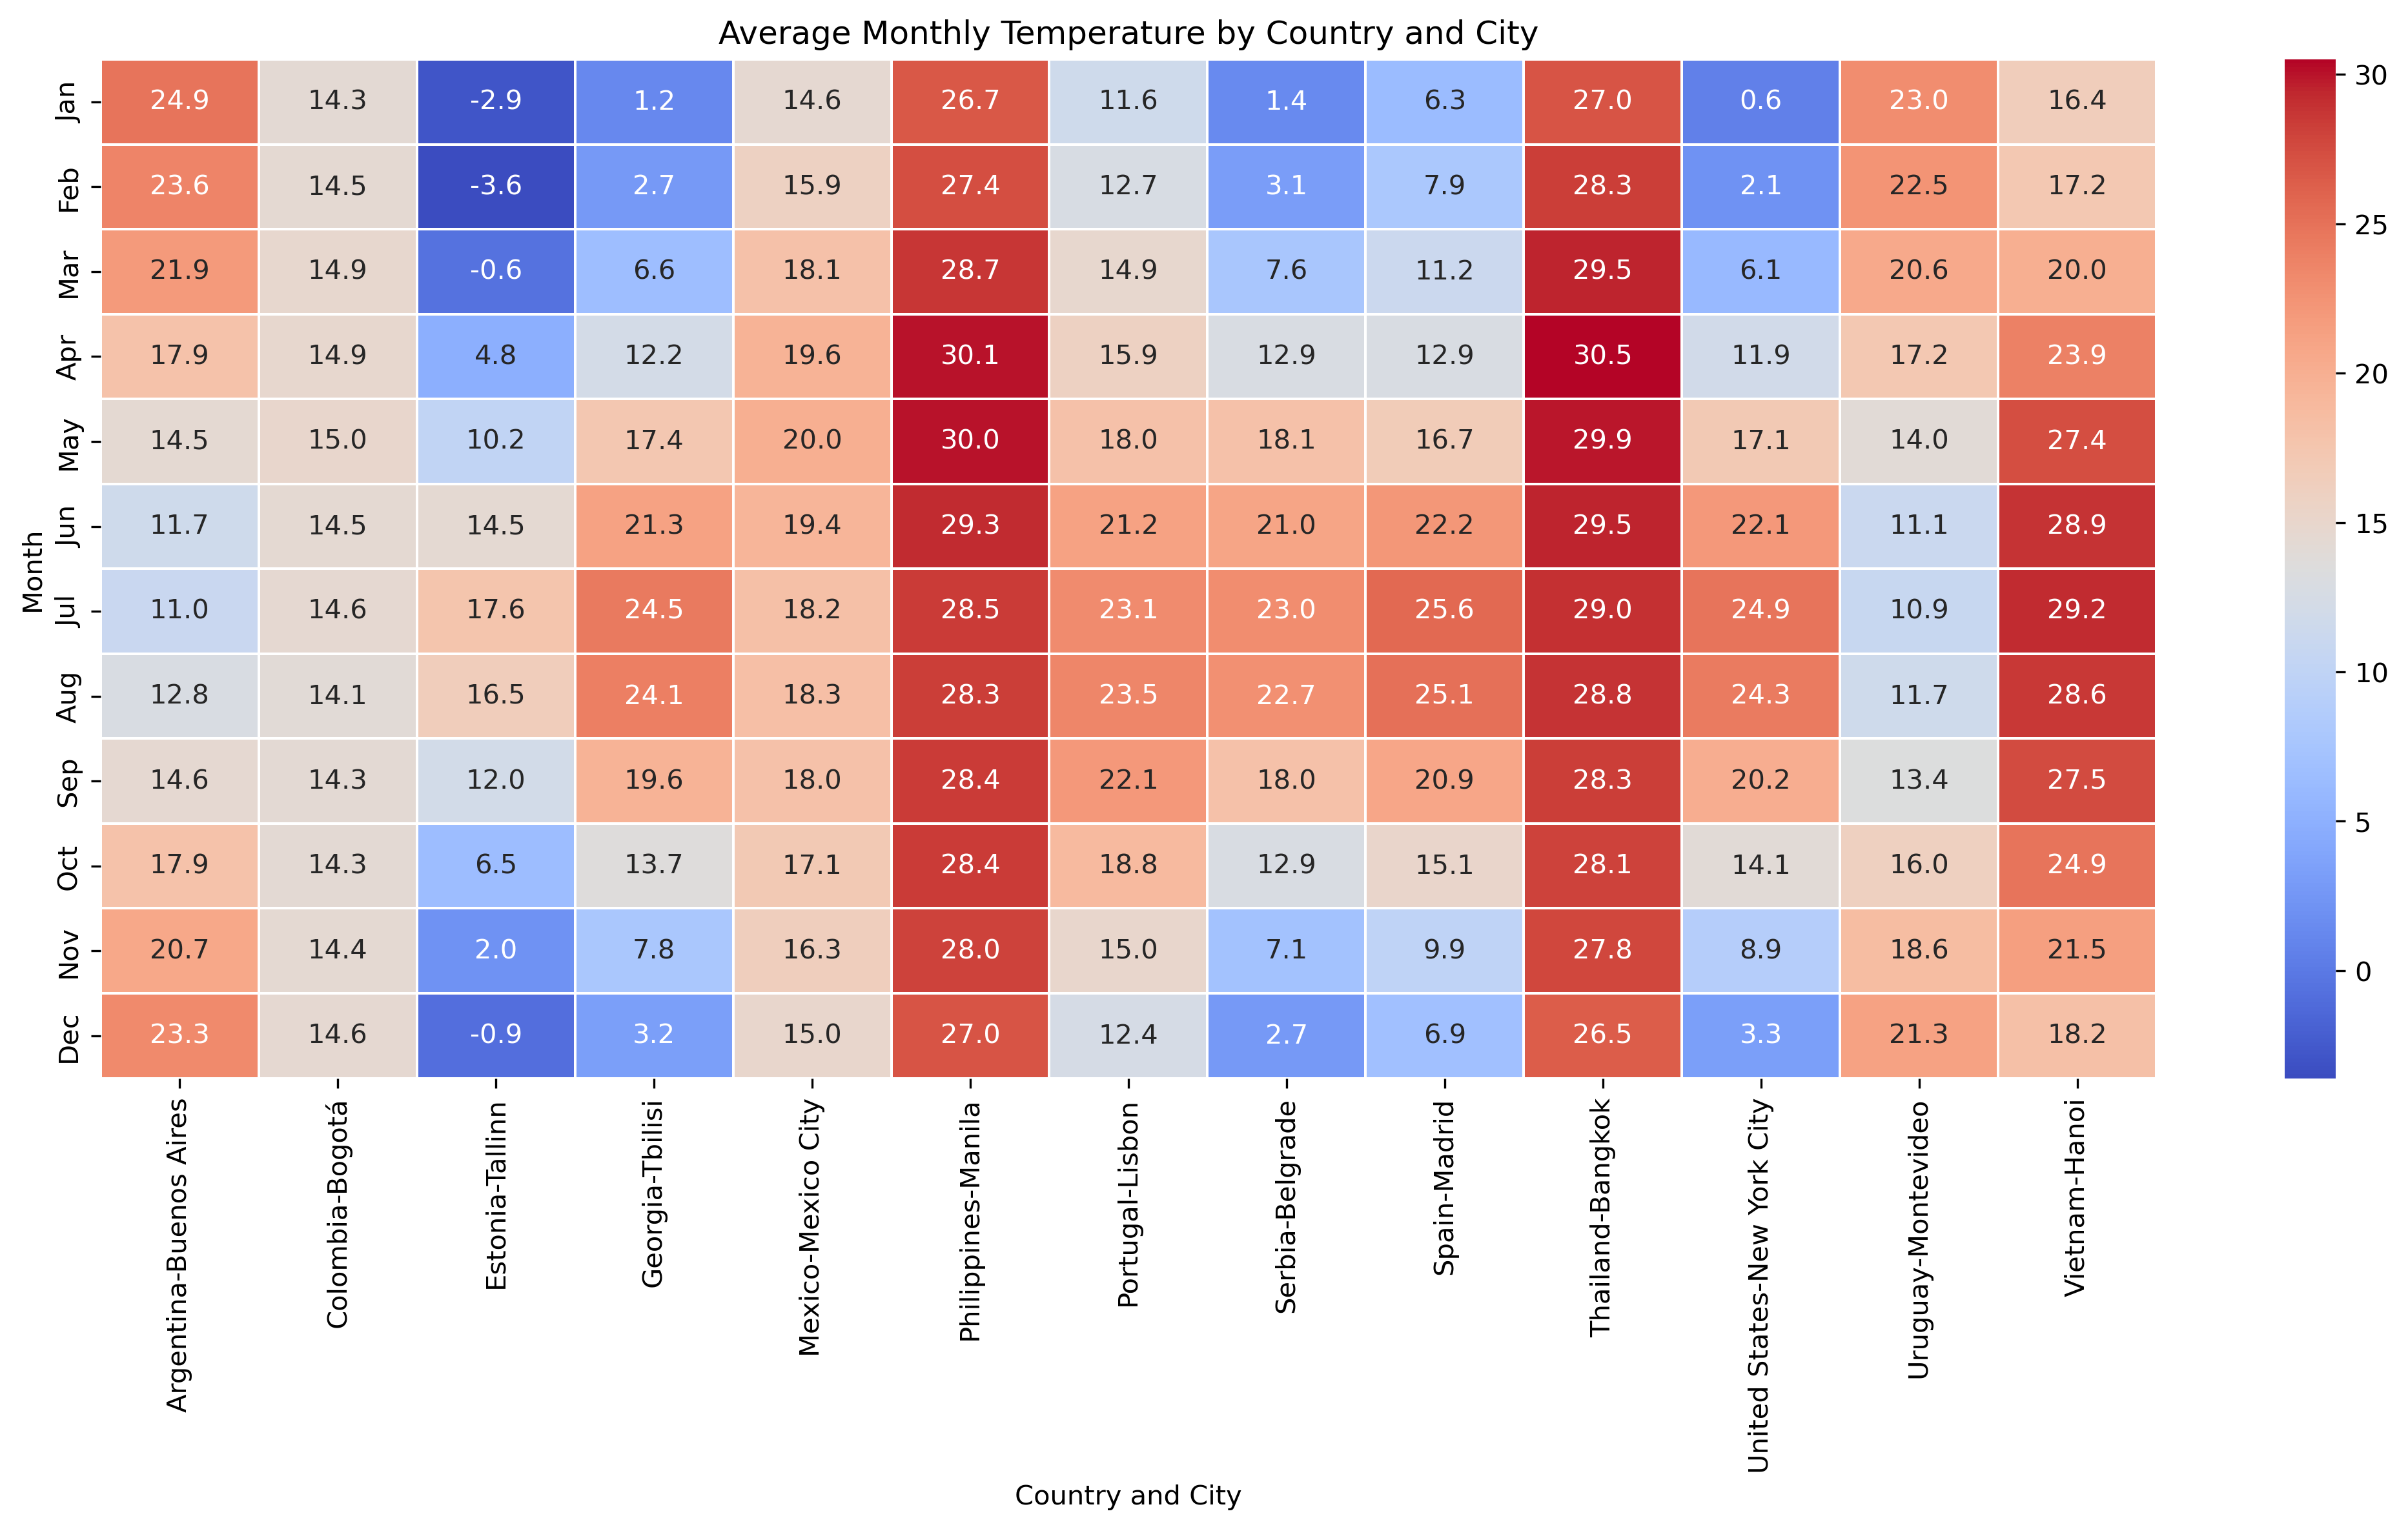 Average Monthly Temperature by Country and City
Month
Jan 24.9 14.3 -2.9 1.2 14.6 26.7 11.6 1.4 6.3 27.0 0.6 23.0 16.4
Feb 23.6 14.5 -3.6 2.7 15.9 27.4 12.7 3.1 7.9 28.3 2.1 22.5 17.2
Mar 21.9 14.9 -0.6 6.6 18.1 28.7 14.9 7.6 11.2 29.5 6.1 20.6 20.0
Apr 17.9 14.9 4.8 12.2 19.6 30.1 15.9 12.9 12.9 30.5 11.9 17.2 23.9
May 14.5 15.0 10.2 17.4 20.0 30.0 18.0 18.1 16.7 29.9 17.1 14.0 27.4
Jun 11.7 14.5 14.5 21.3 19.4 29.3 21.2 21.0 22.2 29.5 22.1 11.1 28.9
Jul 11.0 14.6 17.6 24.5 18.2 28.5 23.1 23.0 25.6 29.0 24.9 10.9 29.2
Aug 12.8 14.1 16.5 24.1 18.3 28.3 23.5 22.7 25.1 28.8 24.3 11.7 28.6
Sep 14.6 14.3 12.0 19.6 18.0 28.4 22.1 18.0 20.9 28.3 20.2 13.4 27.5
Oct 17.9 14.3 6.5 13.7 17.1 28.4 18.8 12.9 15.1 28.1 14.1 16.0 24.9
Nov 20.7 14.4 2.0 7.8 16.3 28.0 15.0 7.1 9.9 27.8 8.9 18.6 21.5
Dec 23.3 14.6 -0.9 3.2 15.0 27.0 12.4 2.7 6.9 26.5 3.3 21.3 18.2
Argentina-Buenos Aires
Colombia-Bogotá
Estonia-Tallinn
Georgia-Tbilisi
Mexico-Mexico City
Philippines-Manila
Portugal-Lisbon
Serbia-Belgrade
Spain-Madrid
Thailand-Bangkok
United States-New York City
Uruguay-Montevideo
Vietnam-Hanoi
Country and City
30
25
20
15
10
5
0